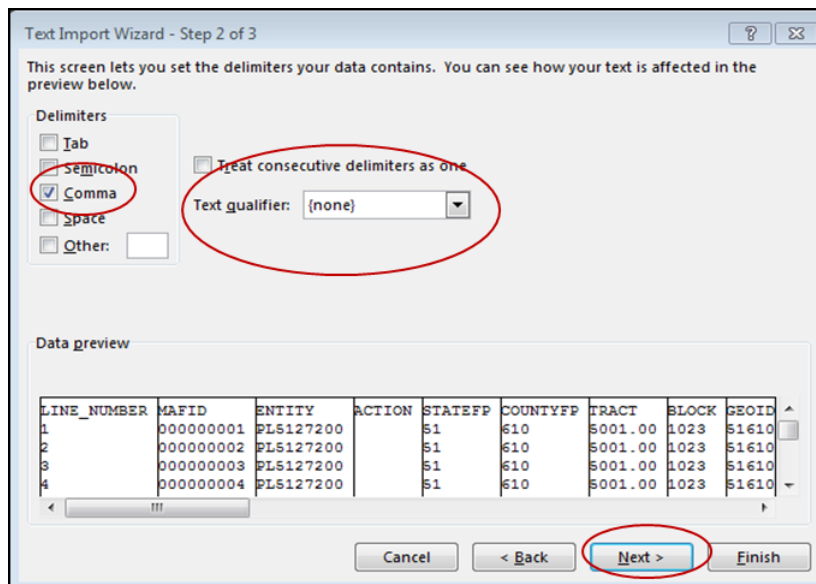 Text Import Wizard - Step 2 of 3
This screen lets you set the delimiters your data contains. You can see how your text is affected in the
preview below.
Delimiters
Tab
Semicolon
Comma
Space
Other:
Treat consecutive delimiters as one
Text qualifier: {none}
Data preview
LINE_NUMBER MAFID ENTITY ACTION STATEFP COUNTYFP TRACT BLOCK GEOID
1 000000001 PL5127200 51 610 5001.00 1023 51610
2 000000002 PL5127200 51 610 5001.00 1023 51610
3 000000003 PL5127200 51 610 5001.00 1023 51610
4 000000004 PL5127200 51 610 5001.00 1023 51610
Cancel < Back Next > Finish